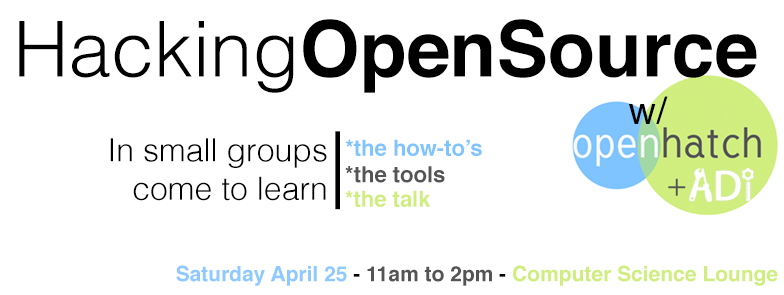 HackingOpenSource
w/
openhatch
+ADi
In small groups
come to learn
*the how-to's
*the tools
*the talk
Saturday April 25 - 11am to 2pm - Computer Science Lounge